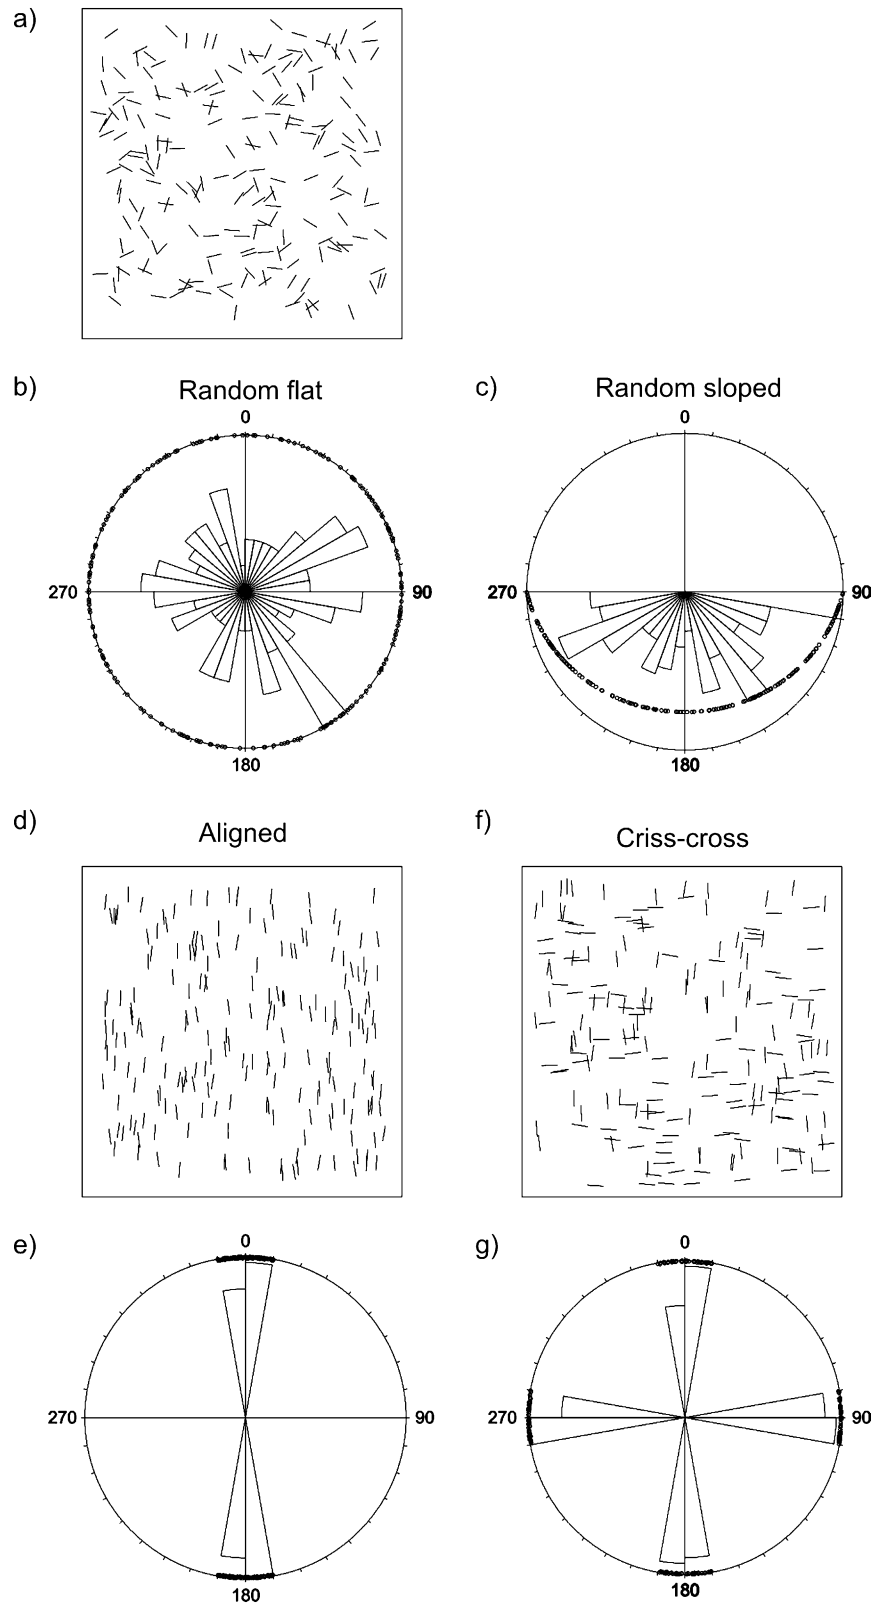 a)
b)
Random flat
c)
Random sloped
0
0
270
90
270
90
180
180
d)
Aligned
f)
Criss-cross
e)
0
g)
0
270
90
270
90
180
180